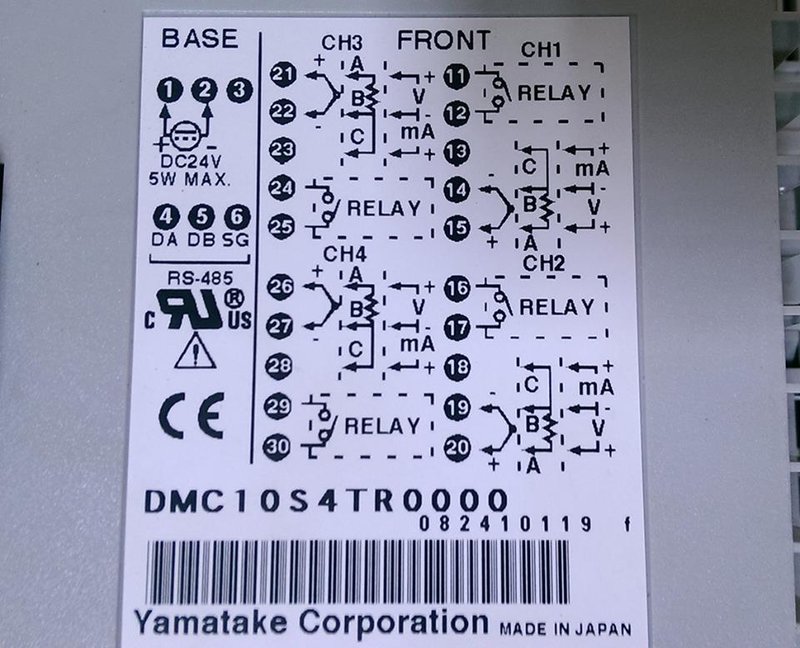 BASE
FRONT
1 2 3
+ -
DC24V
5W MAX.
4 5 6
DA DB SG
RS-485
c RU ® US
CE
CH3
21 + A +
22 - B V -
23 C mA +
24
25 RELAY
CH4
26 + A +
27 - B V -
28 C mA +
29
30 RELAY
CH1
11
12 RELAY
13 C +
14 - B mA -
15 + A V +
CH2
16
17 RELAY
18 C +
19 - B mA -
20 + A V +
DMC10S4TR0000
082410119 f
Yamatake Corporation MADE IN JAPAN